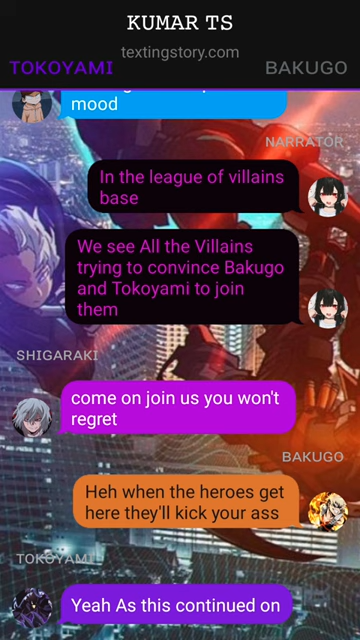 KUMAR TS
textingstory.com
TOKOYAMI BAKUGO
mood
NARRATOR
In the league of villains
base
We see All the Villains
trying to convince Bakugo
and Tokoyami to join
them
SHIGARAKI
come on join us you won't
regret
BAKUGO
Heh when the heroes get
here they'll kick your ass
TOKOYAMI
Yeah As this continued on